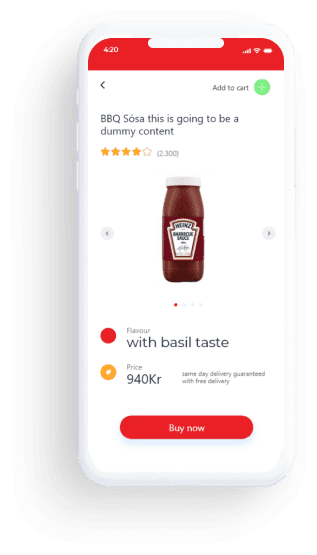 4:20
Add to cart
BBQ Sósa this is going to be a
dummy content
(2.300)
HEINZ
BARBECUE
SAUCE
Flavour
with basil taste
Price
940Kr
same day delivery guaranteed
with free delivery
Buy now